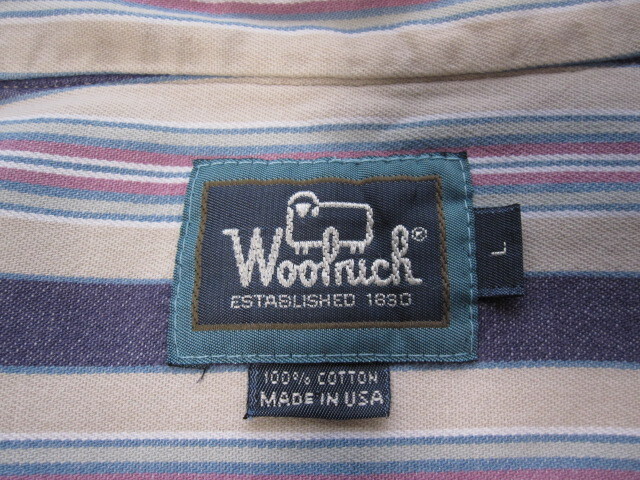 Woolrich®
ESTABLISHED 1830
L
100% COTTON
MADE IN USA